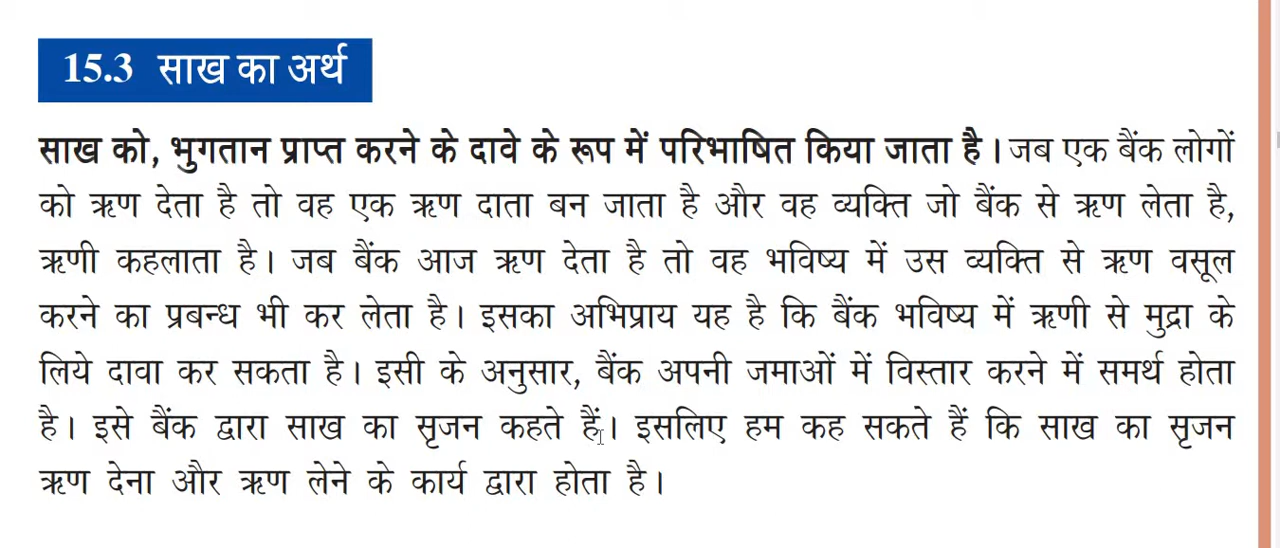 15.3 साख का अर्थ
साख को, भुगतान प्राप्त करने के दावे के रूप में परिभाषित किया जाता है। जब एक बैंक लोगों
को ऋण देता है तो वह एक ऋण दाता बन जाता है और वह व्यक्ति जो बैंक से ऋण लेता है,
ऋणी कहलाता है। जब बैंक आज ऋण देता है तो वह भविष्य में उस व्यक्ति से ऋण वसूल
करने का प्रबन्ध भी कर लेता है। इसका अभिप्राय यह है कि बैंक भविष्य में ऋणी से मुद्रा के
लिये दावा कर सकता है। इसी के अनुसार, बैंक अपनी जमाओं में विस्तार करने में समर्थ होता
है। इसे बैंक द्वारा साख का सृजन कहते हैं। इसलिए हम कह सकते हैं कि साख का सृजन
ऋण देना और ऋण लेने के कार्य द्वारा होता है।